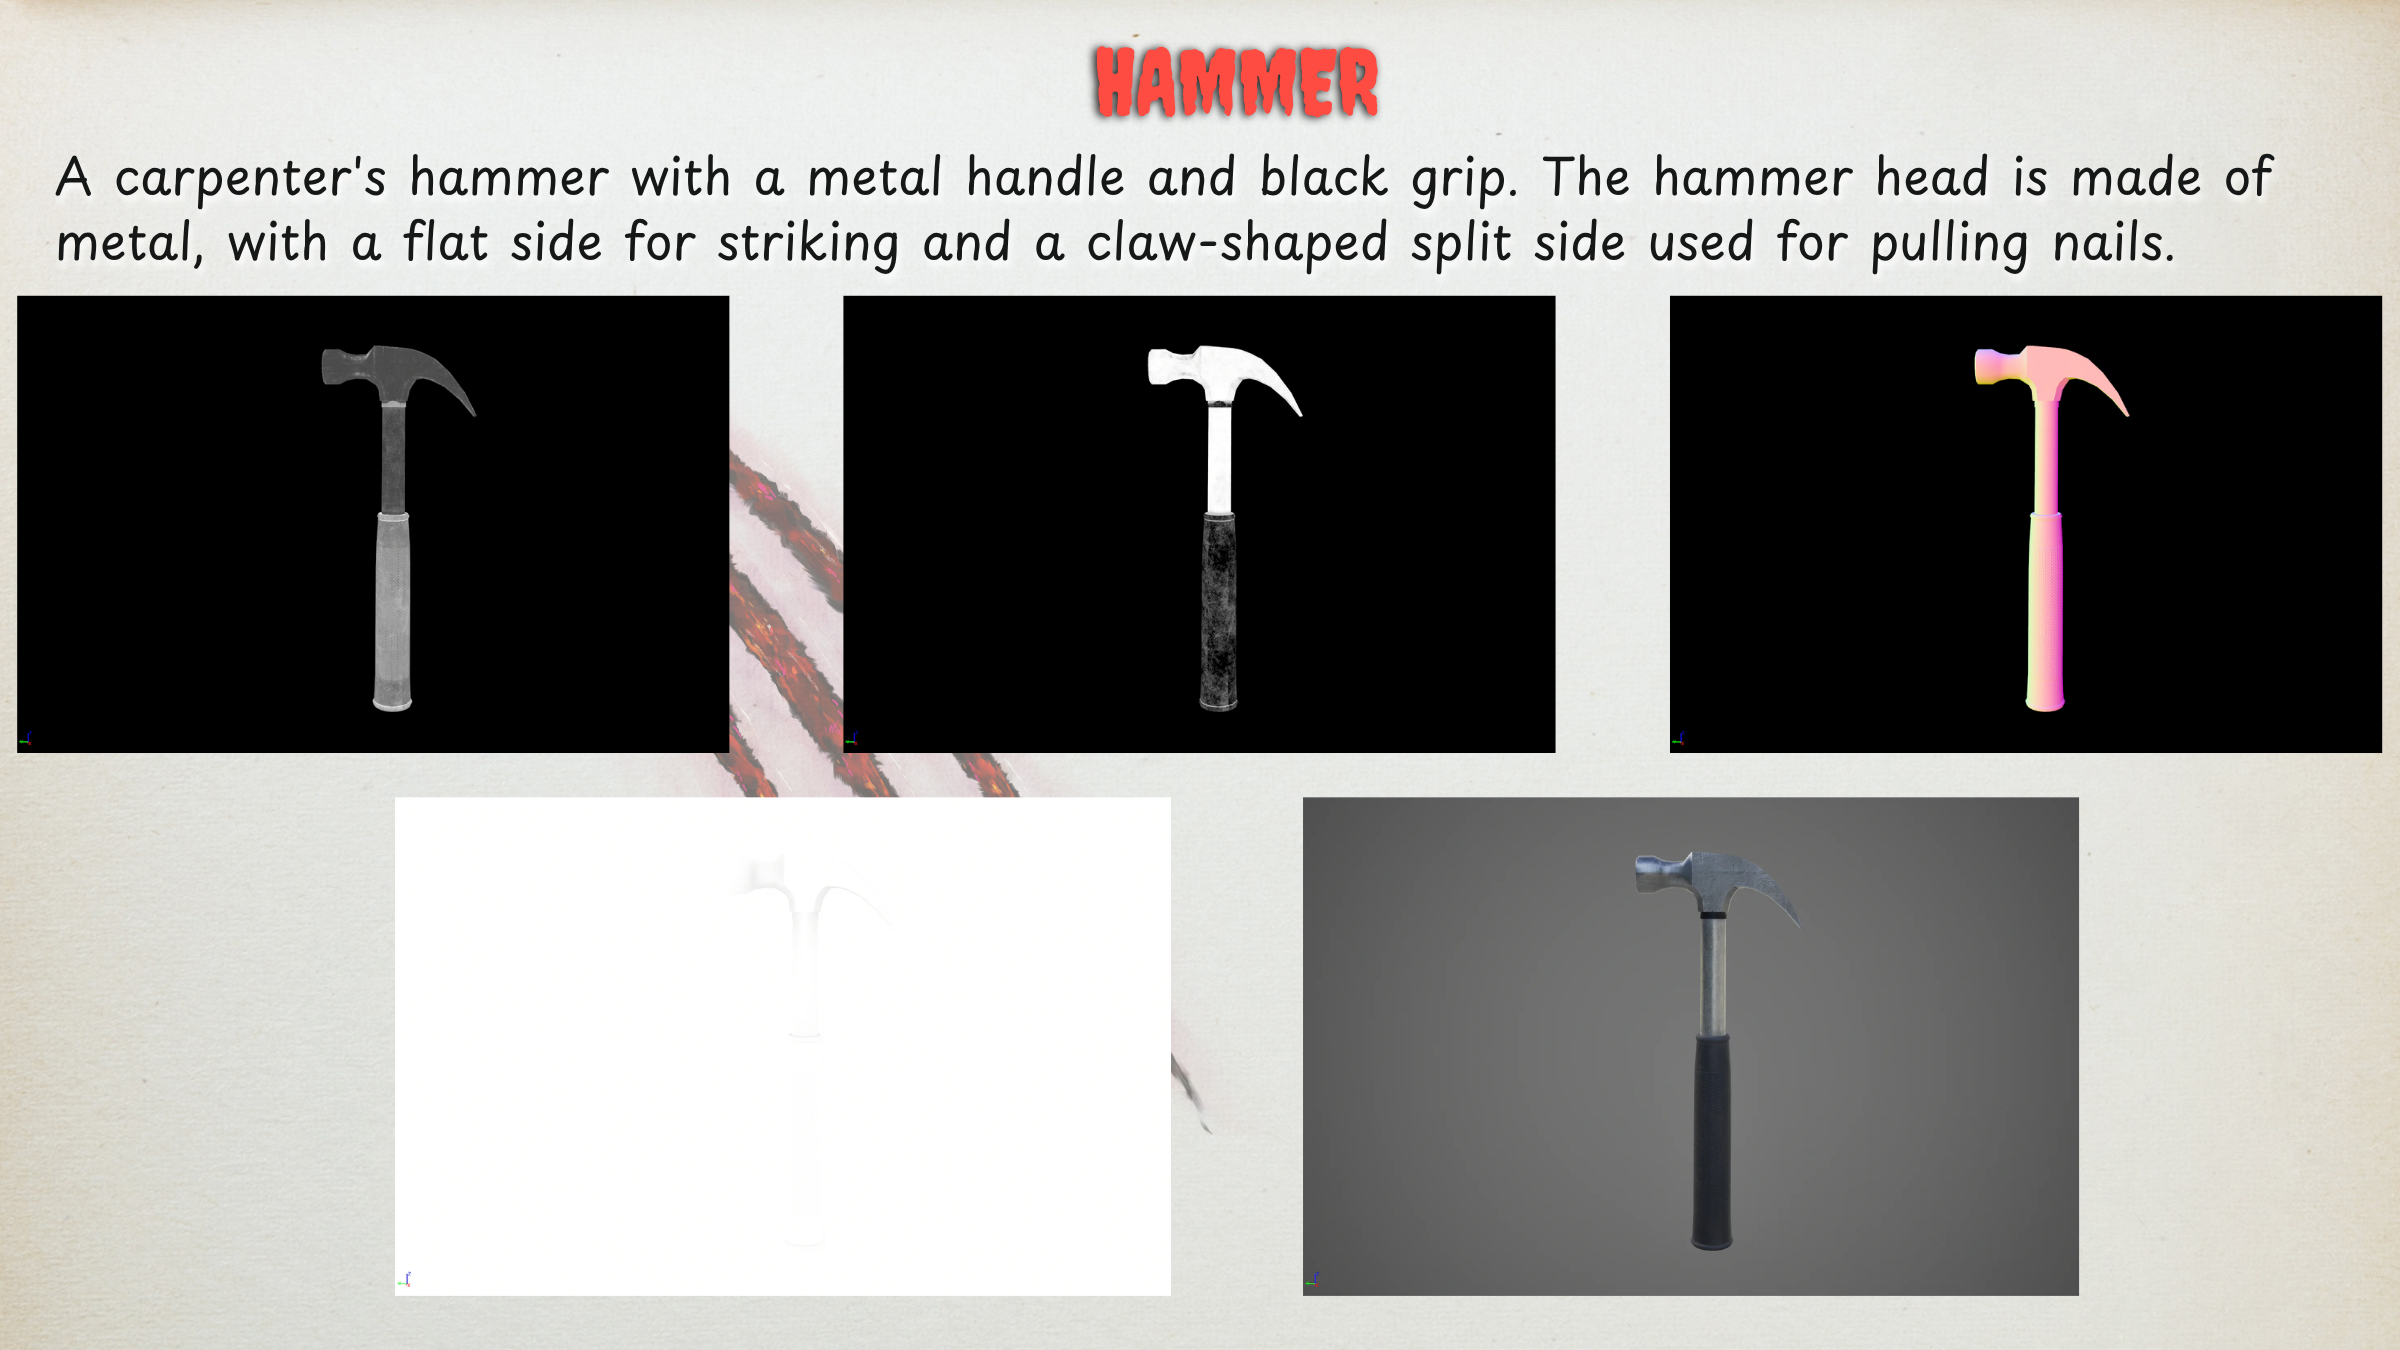 HAMMER
A carpenter's hammer with a metal handle and black grip. The hammer head is made of
metal, with a flat side for striking and a claw-shaped split side used for pulling nails.